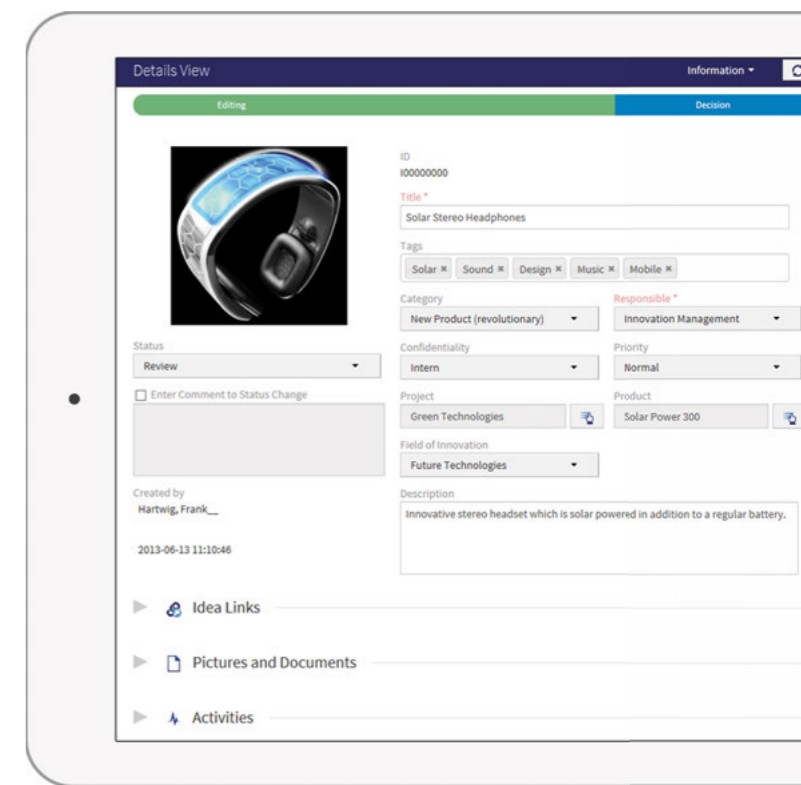 Details View
Information
Editing
Decision
ID
I00000000
Title *
Solar Stereo Headphones
Tags
Solar × Sound × Design × Music × Mobile ×
Category
Responsible *
New Product (revolutionary)
Innovation Management
Status
Confidentiality
Priority
Review
Intern
Normal
Enter Comment to Status Change
Project
Product
Green Technologies
Solar Power 300
Field of Innovation
Future Technologies
Created by
Description
Hartwig, Frank__
Innovative stereo headset which is solar powered in addition to a regular battery.
2013-06-13 11:10:46
Idea Links
Pictures and Documents
Activities